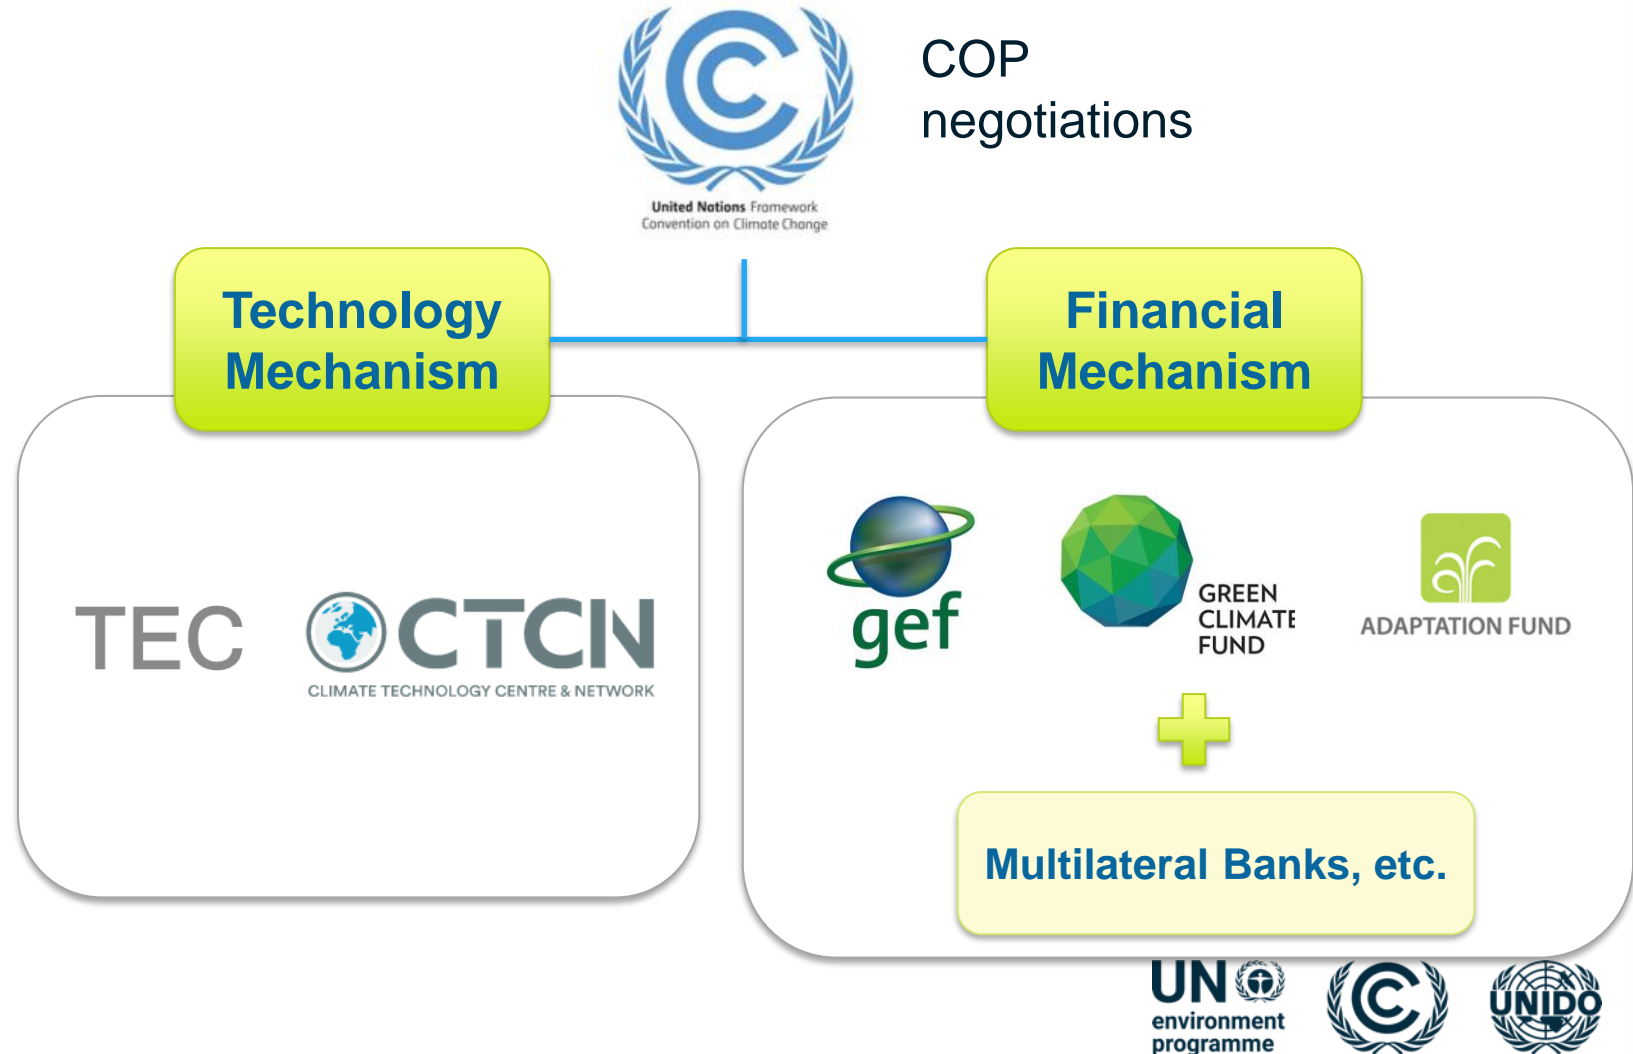 COP
negotiations
United Nations Framework
Convention on Climate Change
Technology
Mechanism
Financial
Mechanism
TEC
CTCN
CLIMATE TECHNOLOGY CENTRE & NETWORK
gef
GREEN
CLIMATE
FUND
ADAPTATION FUND
Multilateral Banks, etc.
UN
environment
programme
UNIDO